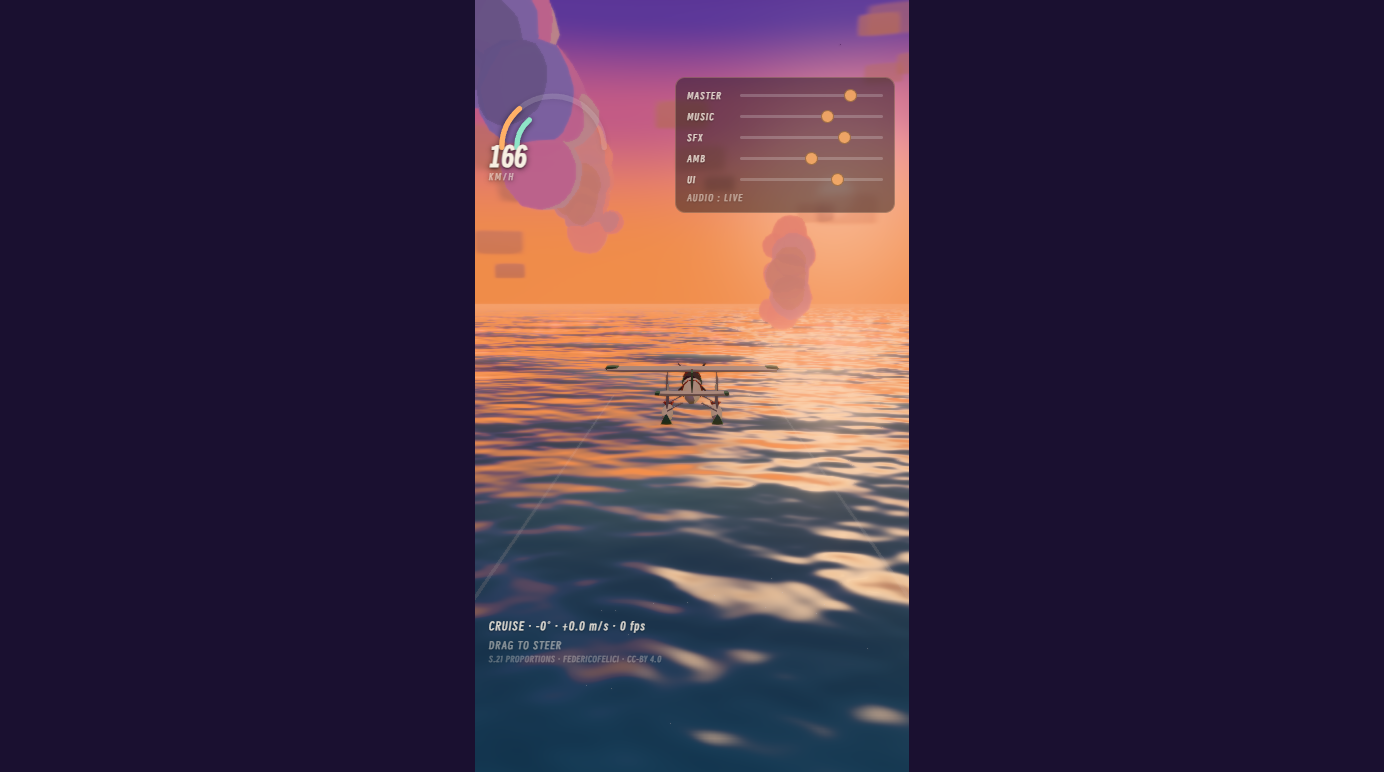 MASTER
MUSIC
SFX
AMB
UI
AUDIO : LIVE
166
KM/H
CRUISE · -0° · +0.0 m/s · 0 fps
DRAG TO STEER
S.21 PROPORTIONS · FEDERICOFELICI · CC-BY 4.0